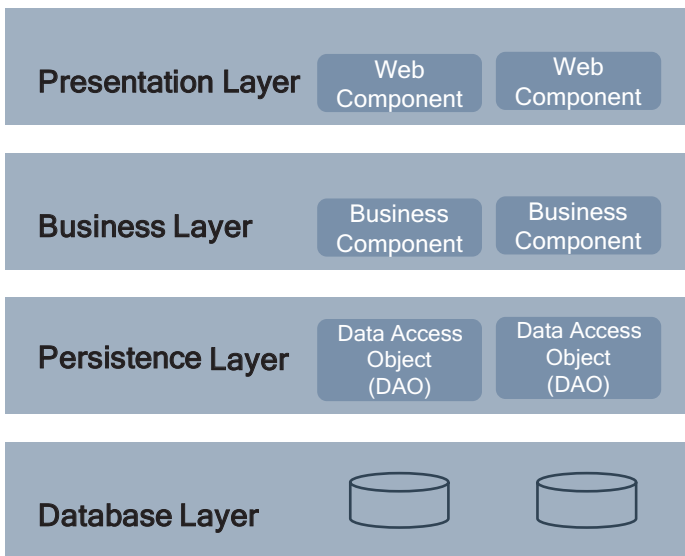 Presentation Layer
Web
Component
Web
Component
Business Layer
Business
Component
Business
Component
Persistence Layer
Data Access
Object
(DAO)
Data Access
Object
(DAO)
Database Layer